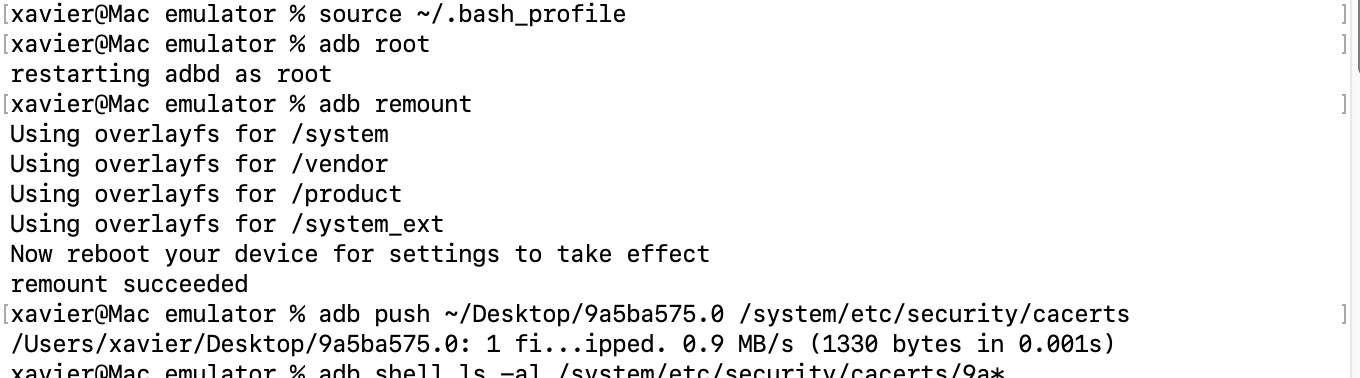 [xavier@Mac emulator % source ~/.bash_profile ]
[xavier@Mac emulator % adb root ]
restarting adbd as root
[xavier@Mac emulator % adb remount ]
Using overlayfs for /system
Using overlayfs for /vendor
Using overlayfs for /product
Using overlayfs for /system_ext
Now reboot your device for settings to take effect
remount succeeded
[xavier@Mac emulator % adb push ~/Desktop/9a5ba575.0 /system/etc/security/cacerts ]
/Users/xavier/Desktop/9a5ba575.0: 1 fi...ipped. 0.9 MB/s (1330 bytes in 0.001s)
xavier@Mac emulator % adb shell ls -al /system/etc/security/cacerts/9a*